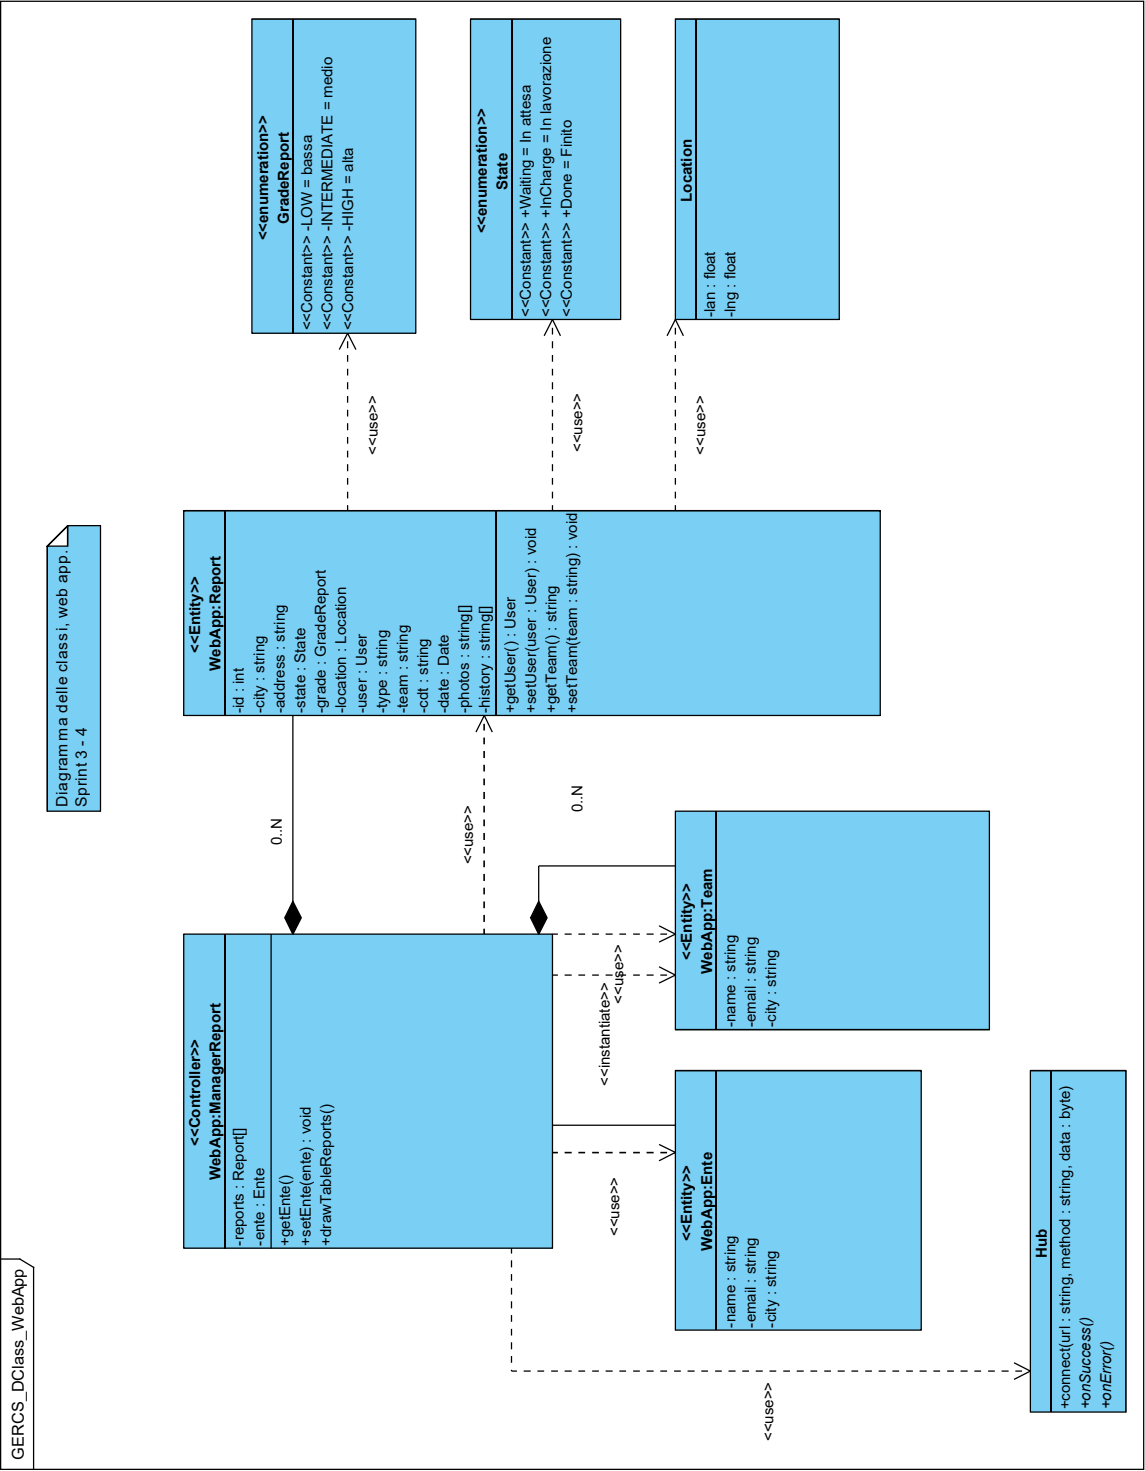 GERCS_DClass_WebApp
Diagramma delle classi, web app.
Sprint 3 - 4
<<Controller>>
WebApp:ManagerReport
-reports : Report[]
-ente : Ente
+getEnte()
+setEnte(ente) : void
+drawTableReports()
0..N
<<use>>
<<Entity>>
WebApp:Report
-id : int
-city : string
-address : string
-state : State
-grade : GradeReport
-location : Location
-user : User
-type : string
-team : string
-cdt : string
-date : Date
-photos : string[]
-history : string[]
+getUser() : User
+setUser(user : User) : void
+getTeam() : string
+setTeam(team : string) : void
<<use>>
<<use>>
<<use>>
<<enumeration>>
GradeReport
<<Constant>> -LOW = bassa
<<Constant>> -INTERMEDIATE = medio
<<Constant>> -HIGH = alta
<<enumeration>>
State
<<Constant>> +Waiting = In attesa
<<Constant>> +InCharge = In lavorazione
<<Constant>> +Done = Finito
Location
-lan : float
-lng : float
0..N
<<use>>
<<instantiate>>
<<use>>
<<Entity>>
WebApp:Ente
-name : string
-email : string
-city : string
<<Entity>>
WebApp:Team
-name : string
-email : string
-city : string
<<use>>
Hub
+connect(url : string, method : string, data : byte)
+onSuccess()
+onError()